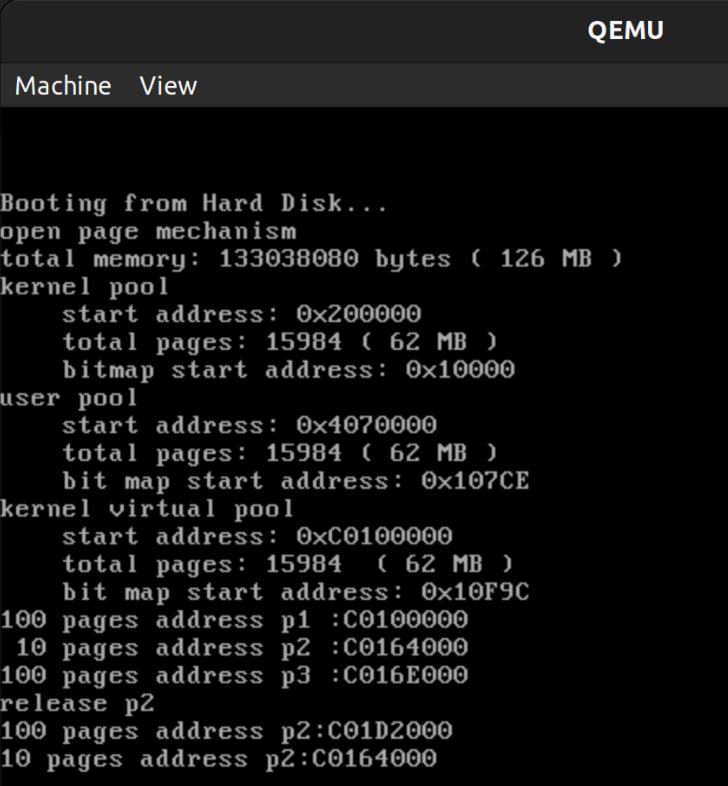 QEMU
Machine View
Booting from Hard Disk...
open page mechanism
total memory: 133038080 bytes ( 126 MB )
kernel pool
    start address: 0x200000
    total pages: 15984 ( 62 MB )
    bitmap start address: 0x10000
user pool
    start address: 0x4070000
    total pages: 15984 ( 62 MB )
    bit map start address: 0x107CE
kernel virtual pool
    start address: 0xC0100000
    total pages: 15984  ( 62 MB )
    bit map start address: 0x10F9C
100 pages address p1 :C0100000
 10 pages address p2 :C0164000
100 pages address p3 :C016E000
release p2
100 pages address p2:C01D2000
10 pages address p2:C0164000